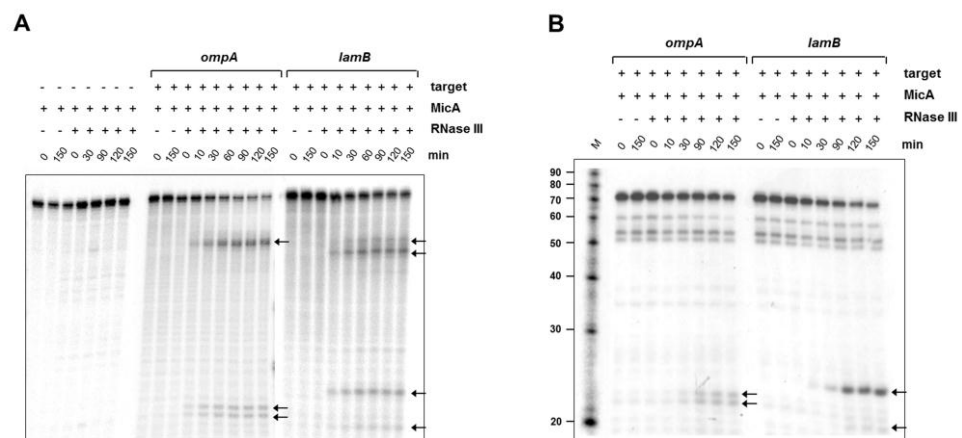 A
ompA lamB
- - - - - - - + + + + + + + + + + + + + + + + + + target
+ + + + + + + + + + + + + + + + + + + + + + + + + MicA
- - + + + + + - - + + + + + + + - - + + + + + + + RNase III
0 150 0 30 90 120 150 0 150 0 10 30 60 90 120 150 0 150 0 10 30 60 90 120 150 min
B
ompA lamB
+ + + + + + + + + + + + + + + + target
+ + + + + + + + + + + + + + + + MicA
- - + + + + + + - - + + + + + + RNase III
M 0 150 0 10 30 90 120 150 0 150 0 10 30 90 120 150 min
90
80
70
60
50
40
30
20